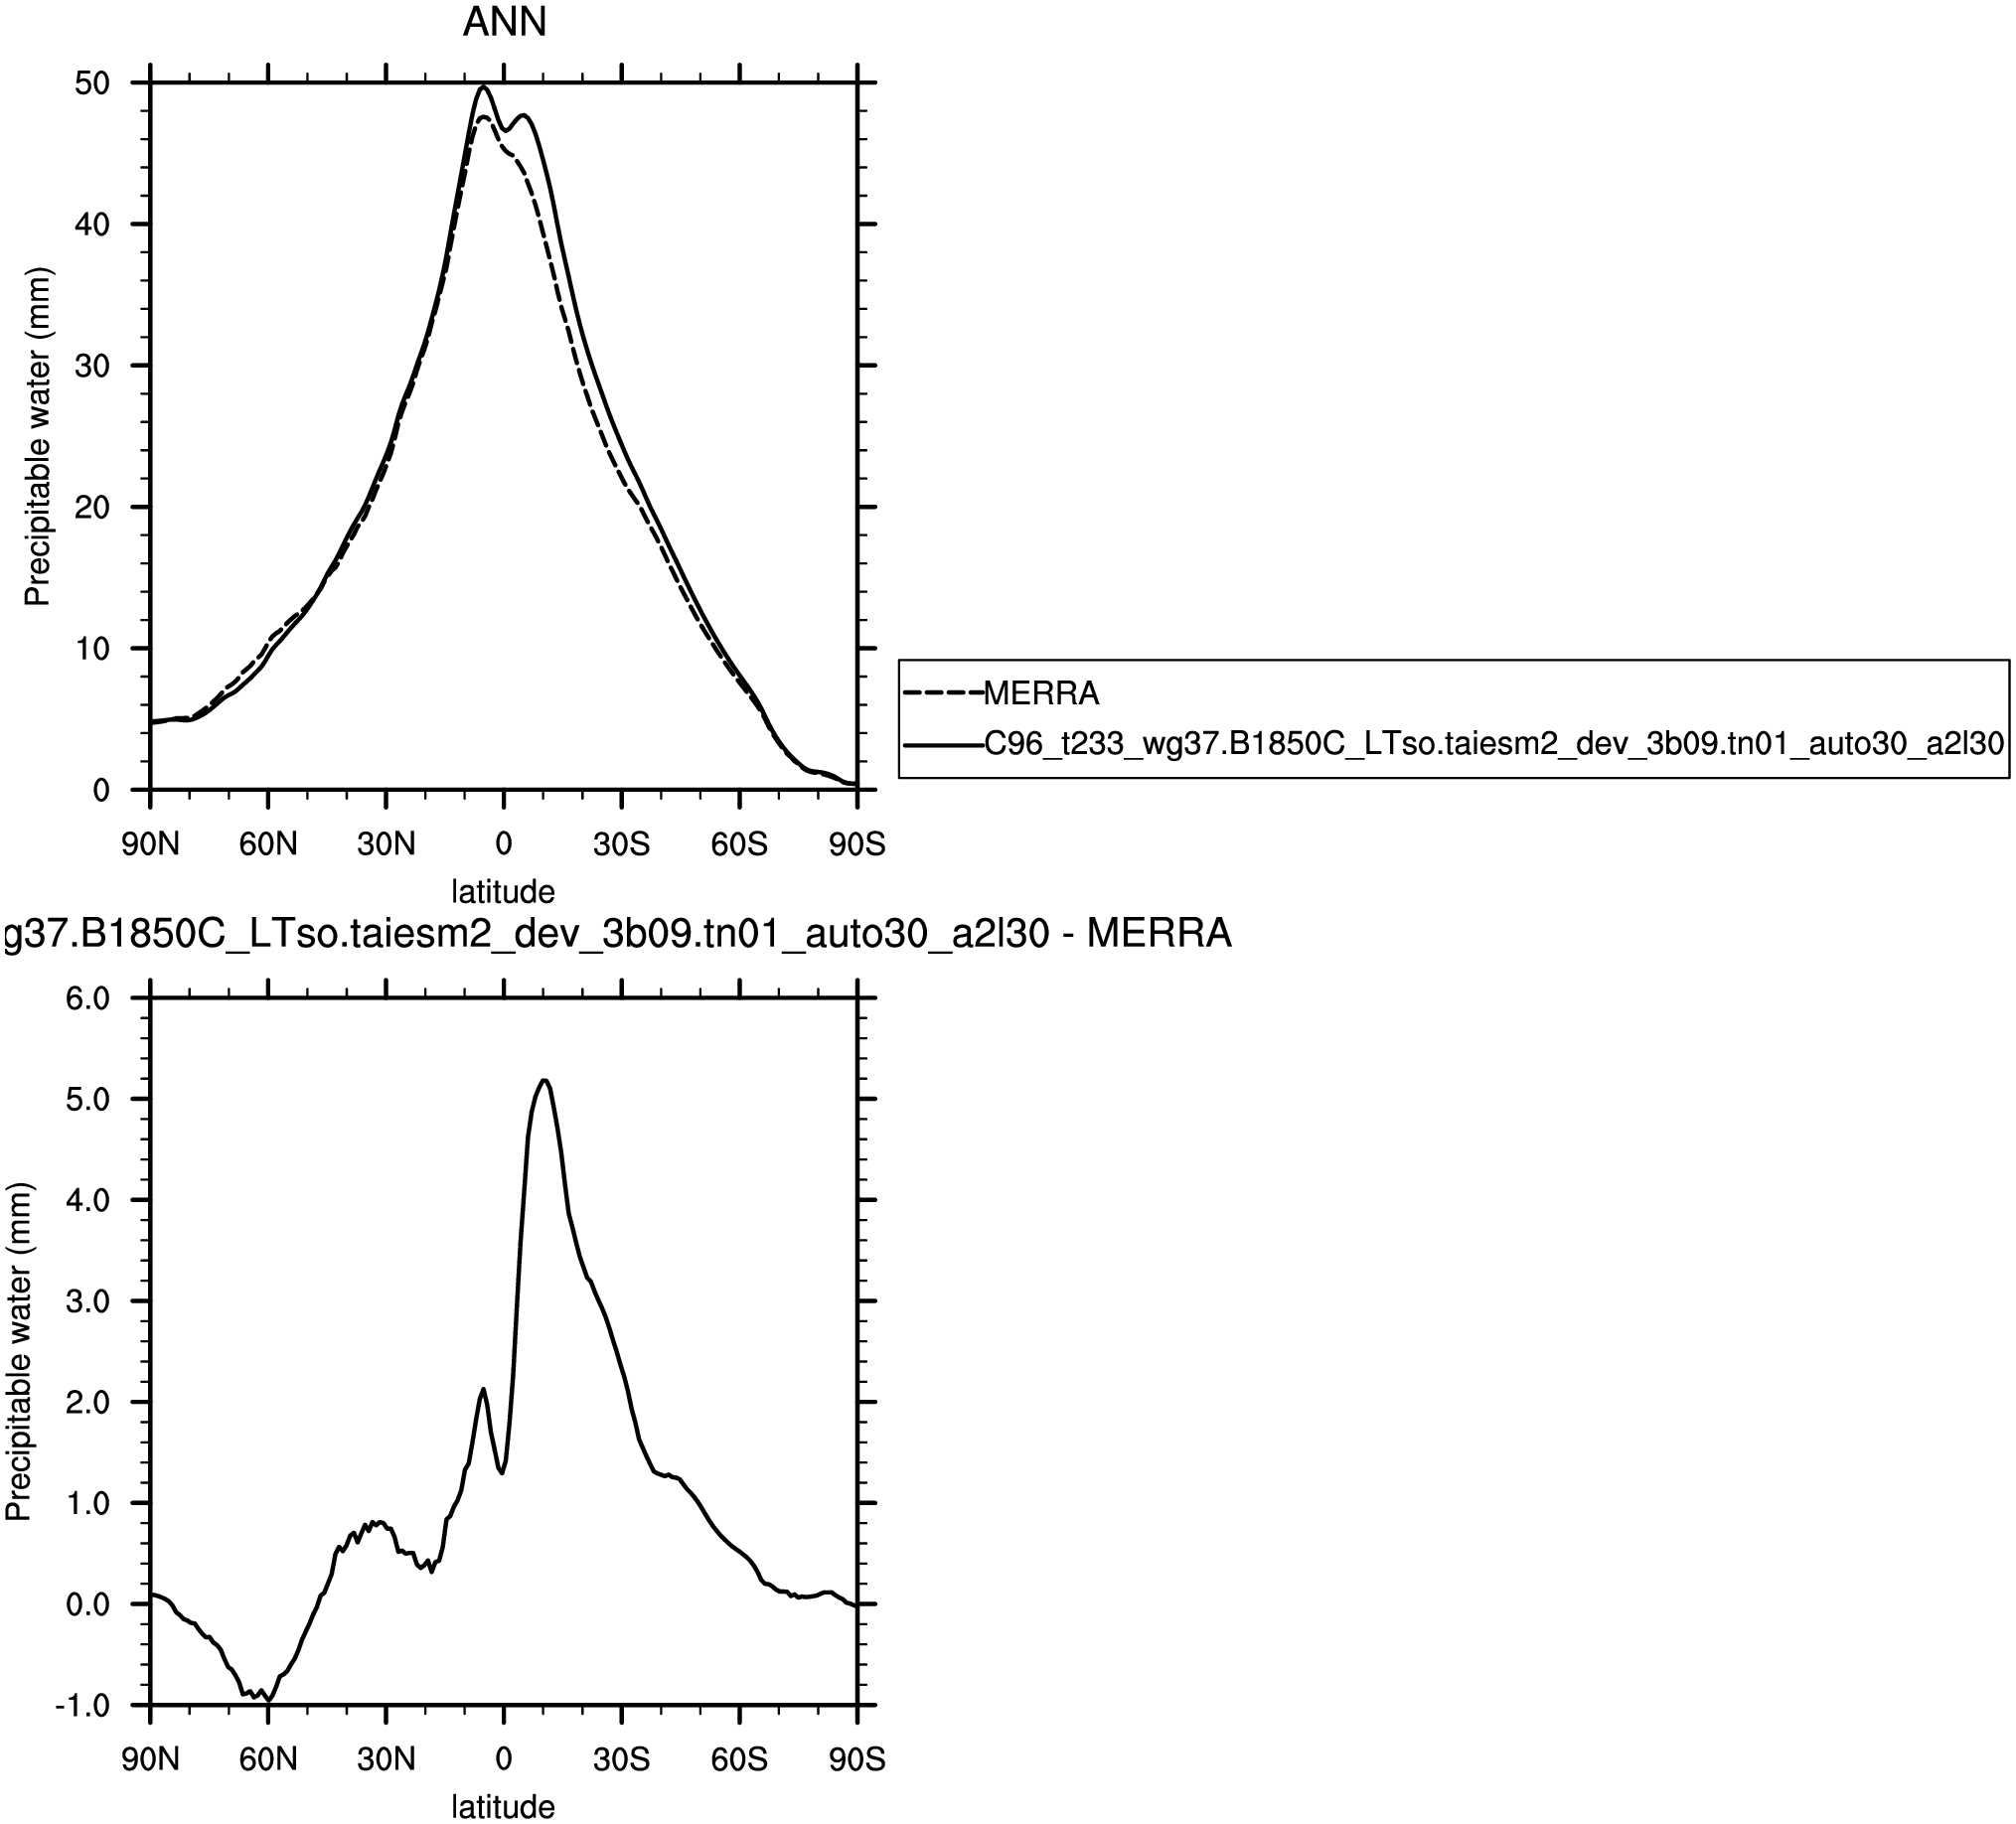 ANN
50
40
30
20
10
0
Precipitable water (mm)
90N 60N 30N 0 30S 60S 90S
latitude
MERRA
C96_t233_wg37.B1850C_LTso.taiesm2_dev_3b09.tn01_auto30_a2l30
g37.B1850C_LTso.taiesm2_dev_3b09.tn01_auto30_a2l30 - MERRA
6.0
5.0
4.0
3.0
2.0
1.0
0.0
-1.0
Precipitable water (mm)
90N 60N 30N 0 30S 60S 90S
latitude